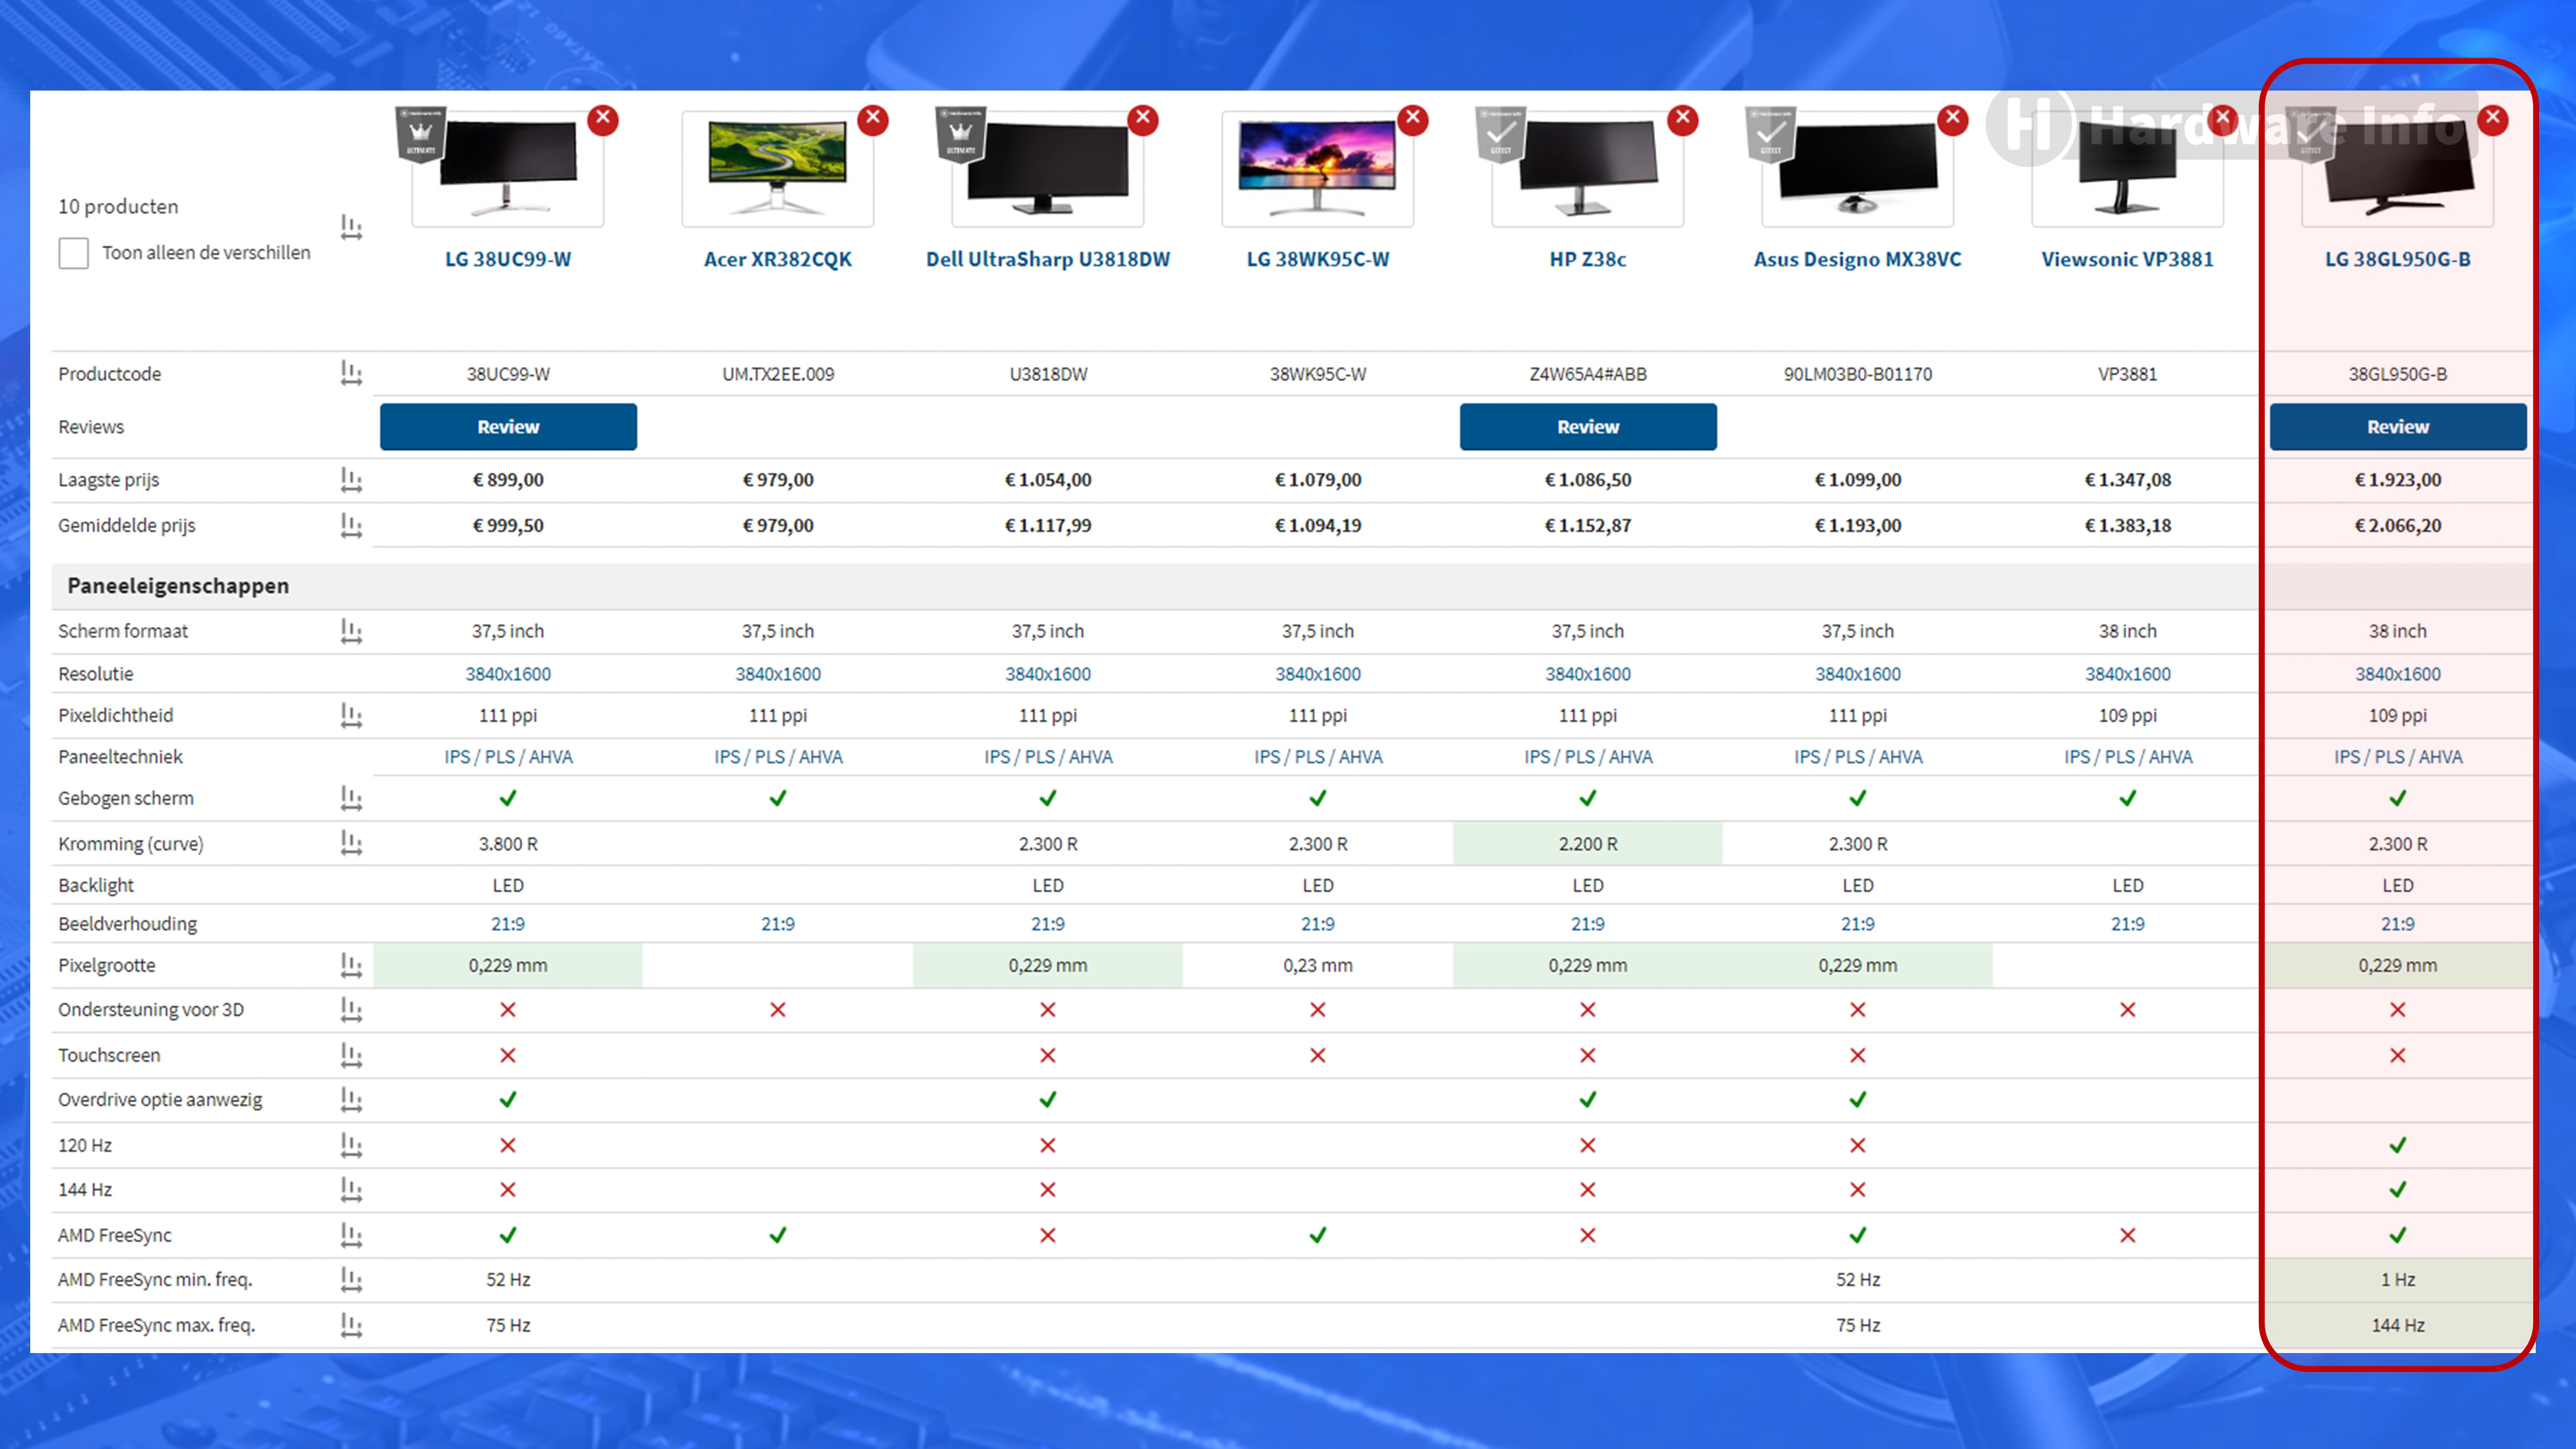 Hardware Info
ULTIMATE ULTIMATE GETEST GETEST GETEST
10 producten
Toon alleen de verschillen
LG 38UC99-W Acer XR382CQK Dell UltraSharp U3818DW LG 38WK95C-W HP Z38c Asus Designo MX38VC Viewsonic VP3881 LG 38GL950G-B
Productcode 38UC99-W UM.TX2EE.009 U3818DW 38WK95C-W Z4W65A4#ABB 90LM03B0-B01170 VP3881 38GL950G-B
Reviews Review Review Review
Laagste prijs € 899,00 € 979,00 € 1.054,00 € 1.079,00 € 1.086,50 € 1.099,00 € 1.347,08 € 1.923,00
Gemiddelde prijs € 999,50 € 979,00 € 1.117,99 € 1.094,19 € 1.152,87 € 1.193,00 € 1.383,18 € 2.066,20
Paneeleigenschappen
Scherm formaat 37,5 inch 37,5 inch 37,5 inch 37,5 inch 37,5 inch 37,5 inch 38 inch 38 inch
Resolutie 3840x1600 3840x1600 3840x1600 3840x1600 3840x1600 3840x1600 3840x1600 3840x1600
Pixeldichtheid 111 ppi 111 ppi 111 ppi 111 ppi 111 ppi 111 ppi 109 ppi 109 ppi
Paneeltechniek IPS / PLS / AHVA IPS / PLS / AHVA IPS / PLS / AHVA IPS / PLS / AHVA IPS / PLS / AHVA IPS / PLS / AHVA IPS / PLS / AHVA IPS / PLS / AHVA
Gebogen scherm
Kromming (curve) 3.800 R 2.300 R 2.300 R 2.200 R 2.300 R 2.300 R
Backlight LED LED LED LED LED LED LED
Beeldverhouding 21:9 21:9 21:9 21:9 21:9 21:9 21:9 21:9
Pixelgrootte 0,229 mm 0,229 mm 0,23 mm 0,229 mm 0,229 mm 0,229 mm
Ondersteuning voor 3D
Touchscreen
Overdrive optie aanwezig
120 Hz
144 Hz
AMD FreeSync
AMD FreeSync min. freq. 52 Hz 52 Hz 1 Hz
AMD FreeSync max. freq. 75 Hz 75 Hz 144 Hz